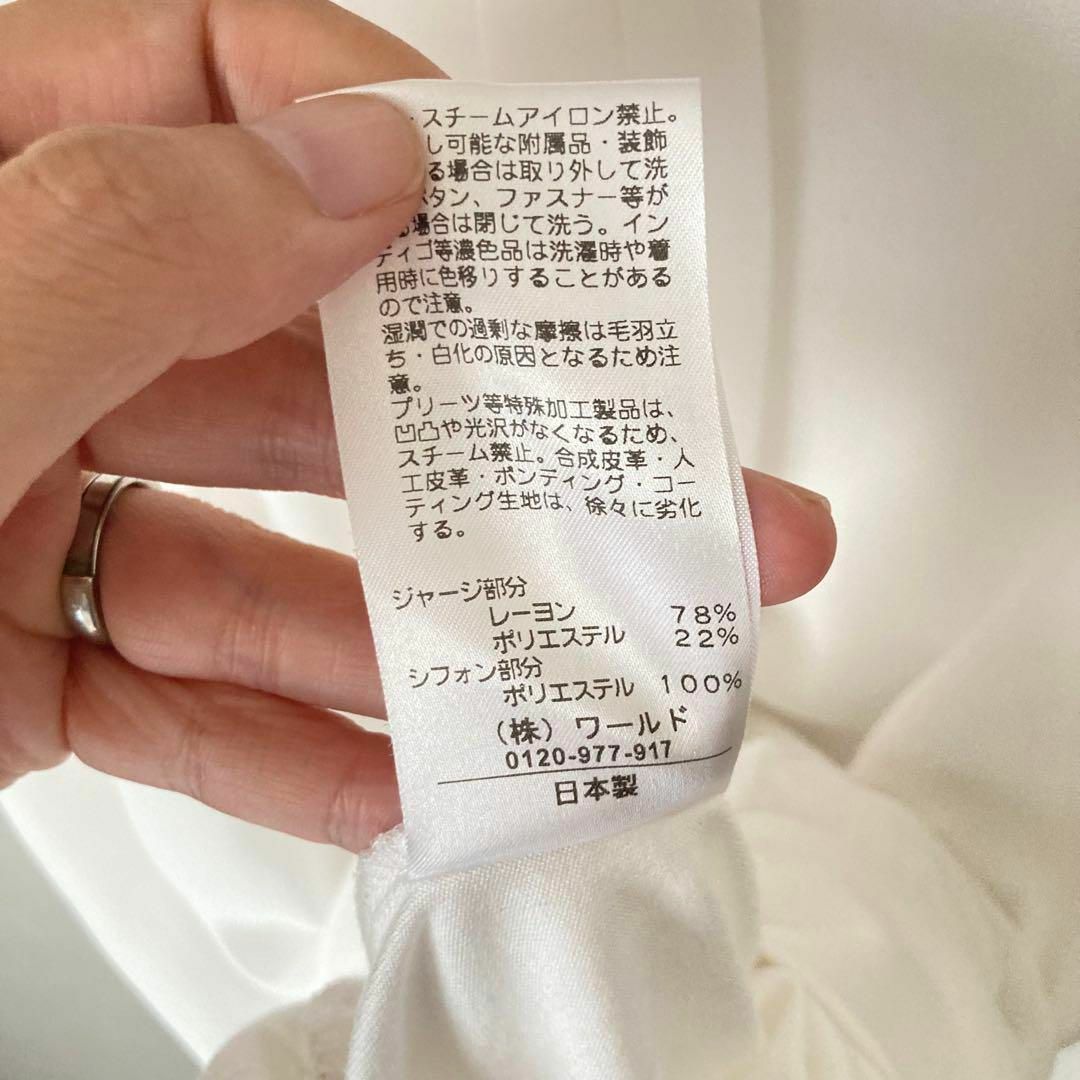 ・スチームアイロン禁止。
し可能な附属品・装飾
る場合は取り外して洗
ボタン、ファスナー等が
る場合は閉じて洗う。イン
ディゴ等濃色品は洗濯時や着
用時に色移りすることがある
ので注意。
湿潤での過剰な摩擦は毛羽立
ち・白化の原因となるため注
意。
プリーツ等特殊加工製品は、
凹凸や光沢がなくなるため、
スチーム禁止。合成皮革・人
工皮革・ボンディング・コー
ティング生地は、徐々に劣化
する。
ジャージ部分
レーヨン 78%
ポリエステル 22%
シフォン部分
ポリエステル 100%
(株) ワールド
0120-977-917
日本製